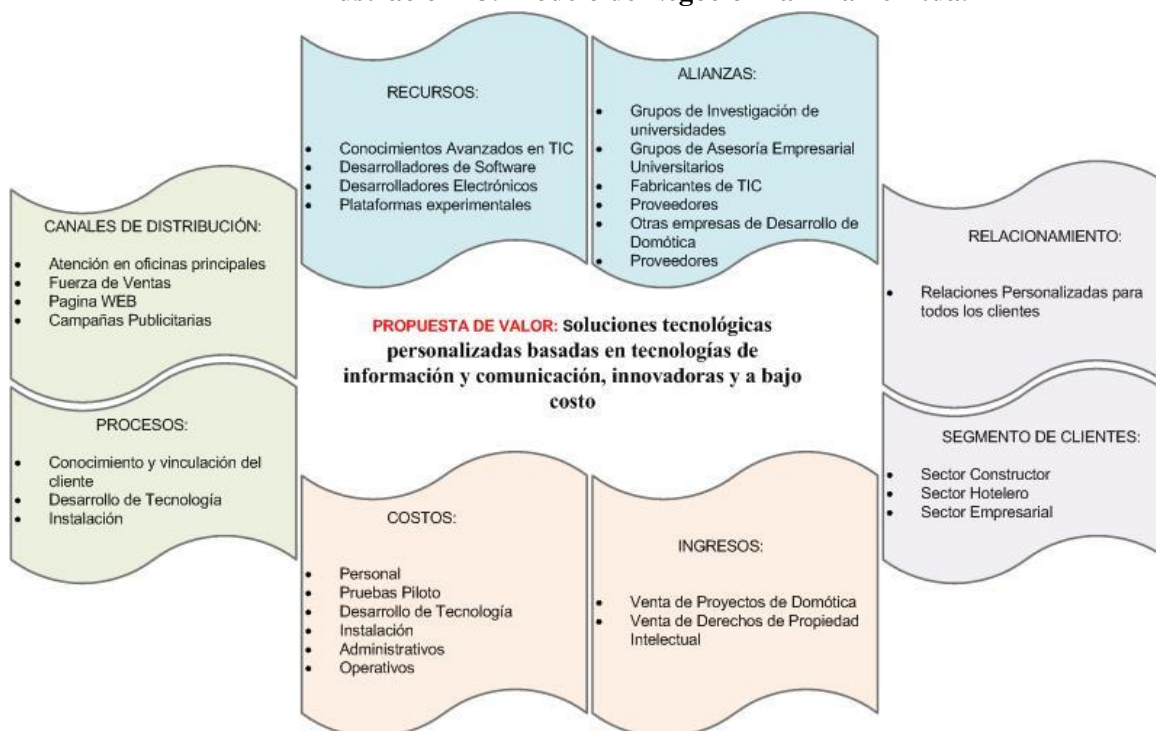 RECURSOS:
• Conocimientos Avanzados en TIC
• Desarrolladores de Software
• Desarrolladores Electrónicos
• Plataformas experimentales
ALIANZAS:
• Grupos de Investigación de
universidades
• Grupos de Asesoría Empresarial
Universitarios
• Fabricantes de TIC
• Proveedores
• Otras empresas de Desarrollo de
Domótica
• Proveedores
CANALES DE DISTRIBUCIÓN:
• Atención en oficinas principales
• Fuerza de Ventas
• Pagina WEB
• Campañas Publicitarias
RELACIONAMIENTO:
• Relaciones Personalizadas para
todos los clientes
PROPUESTA DE VALOR: Soluciones tecnológicas
personalizadas basadas en tecnologías de
información y comunicación, innovadoras y a bajo
costo
PROCESOS:
• Conocimiento y vinculación del
cliente
• Desarrollo de Tecnología
• Instalación
SEGMENTO DE CLIENTES:
• Sector Constructor
• Sector Hotelero
• Sector Empresarial
COSTOS:
• Personal
• Pruebas Piloto
• Desarrollo de Tecnología
• Instalación
• Administrativos
• Operativos
INGRESOS:
• Venta de Proyectos de Domótica
• Venta de Derechos de Propiedad
Intelectual